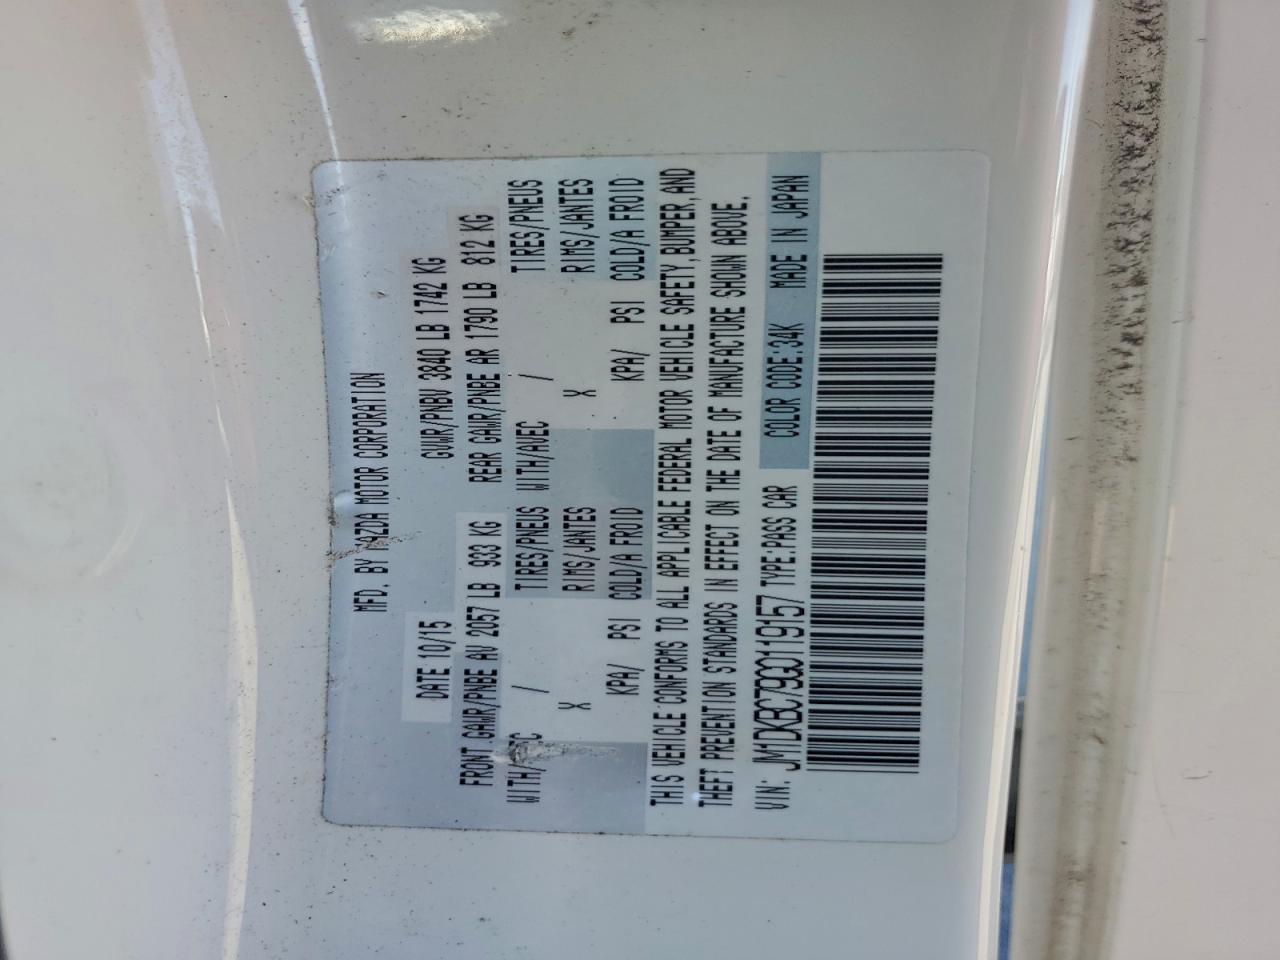 MFD. BY MAZDA MOTOR CORPORATION
DATE 10/15 GVWR/PNBV 3840 LB 1742 KG
FRONT GAWR/PNBE AV 2057 LB 933 KG REAR GAWR/PNBE AR 1790 LB 812 KG
/ TIRES/PNEUS WITH/AVEC / TIRES/PNEUS
X RIMS/JANTES X RIMS/JANTES
KPA/ PSI COLD/A FROID KPA/ PSI COLD/A FROID
THIS VEHICLE CONFORMS TO ALL APPLICABLE FEDERAL MOTOR VEHICLE SAFETY,BUMPER,AND
THEFT PREVENTION STANDARDS IN EFFECT ON THE DATE OF MANUFACTURE SHOWN ABOVE.
VIN: JM1DKBC79G0119157 TYPE:PASS CAR COLOR CODE:34K MADE IN JAPAN